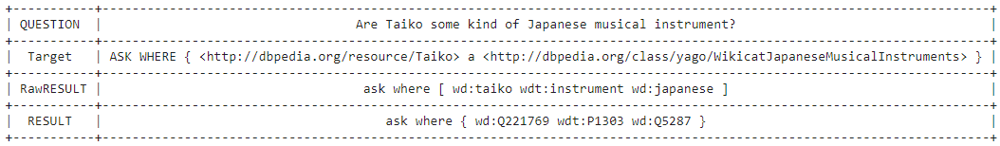 QUESTION | Are Taiko some kind of Japanese musical instrument?
Target | ASK WHERE { <http://dbpedia.org/resource/Taiko> a <http://dbpedia.org/class/yago/WikicatJapaneseMusicalInstruments> }
RawRESULT | ask where [ wd:taiko wdt:instrument wd:japanese ]
RESULT | ask where { wd:Q221769 wdt:P1303 wd:Q5287 }